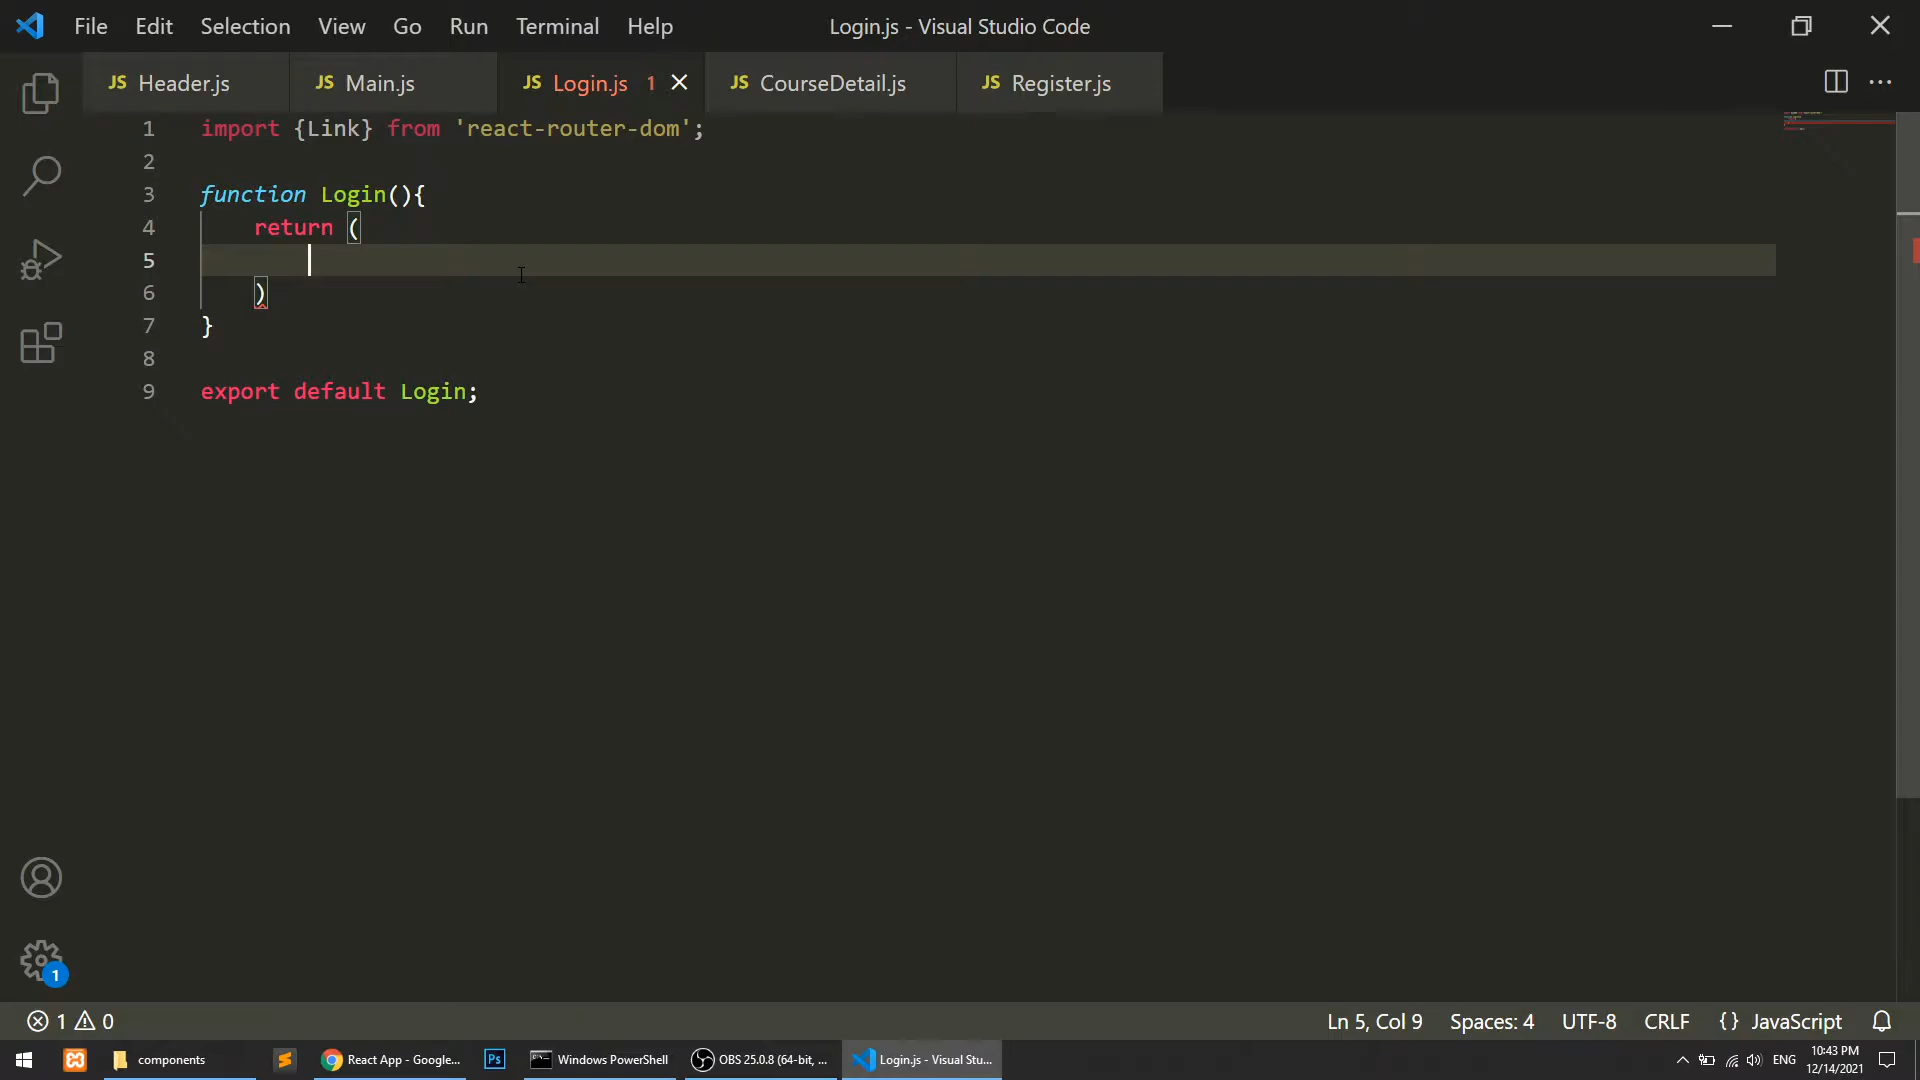 File Edit Selection View Go Run Terminal Help Login.js - Visual Studio Code
JS Header.js JS Main.js JS Login.js 1 JS CourseDetail.js JS Register.js
1 import {Link} from 'react-router-dom';
2
3 function Login(){
4 return (
5
6 )
7 }
8
9 export default Login;
1
1 0 Ln 5, Col 9 Spaces: 4 UTF-8 CRLF {} JavaScript
components React App - Google... Ps Windows PowerShell OBS 25.0.8 (64-bit, ... Login.js - Visual Stu... ENG 10:43 PM
12/14/2021